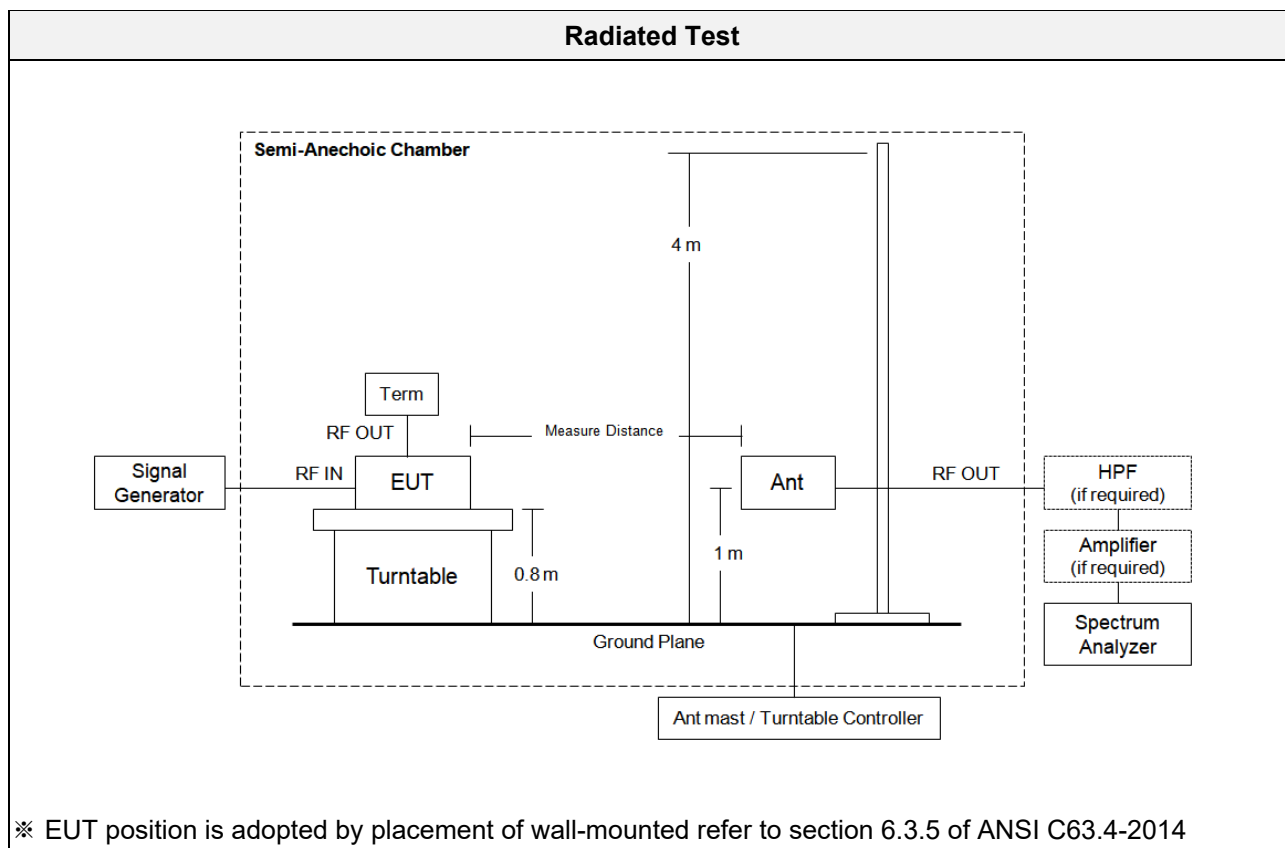 Radiated Test
Semi-Anechoic Chamber
4 m
Term
RF OUT
Measure Distance
Signal
Generator
RF IN
EUT
Ant
RF OUT
HPF
(if required)
1 m
Amplifier
(if required)
Turntable
0.8 m
Spectrum
Analyzer
Ground Plane
Ant mast / Turntable Controller
※ EUT position is adopted by placement of wall-mounted refer to section 6.3.5 of ANSI C63.4-2014